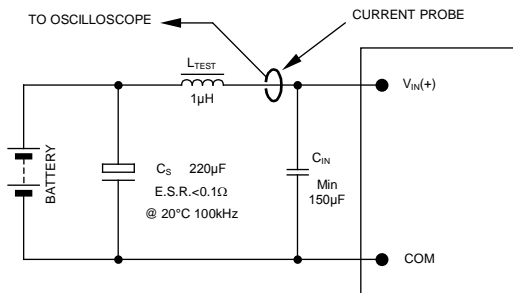 TO OSCILLOSCOPE
CURRENT PROBE
LTEST
1µH
VIN(+)
BATTERY
CS 220µF
E.S.R.<0.1Ω
@ 20°C 100kHz
CIN
Min
150µF
COM